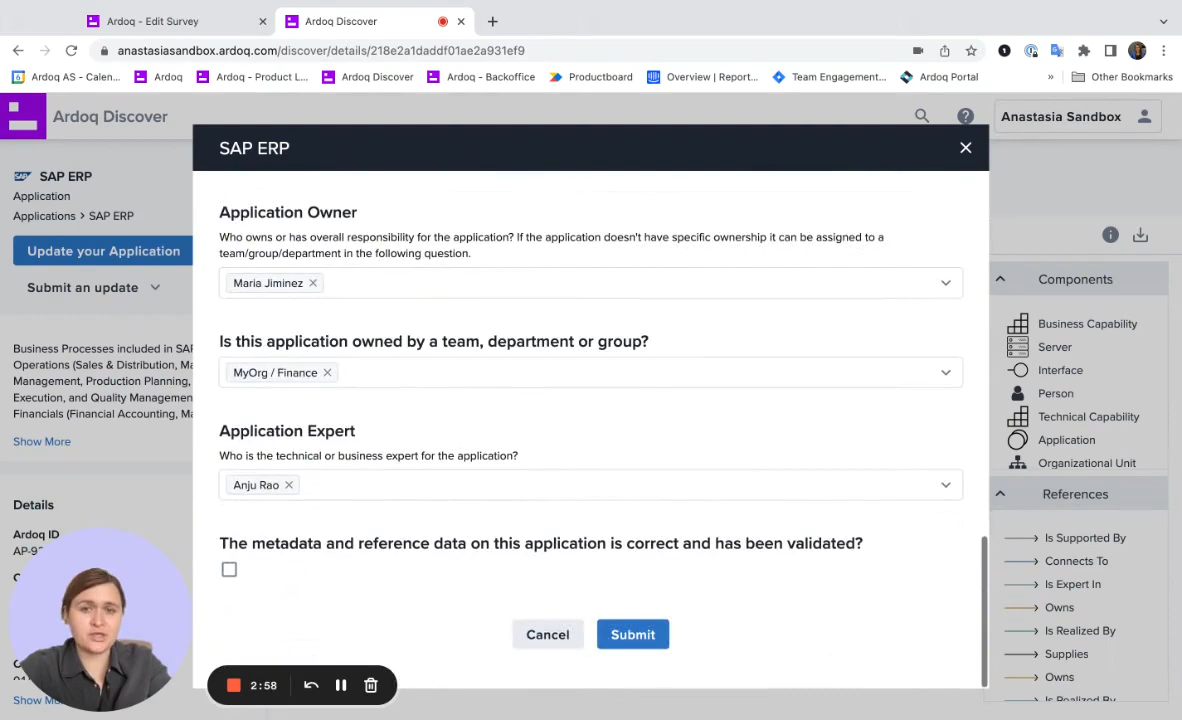 Ardoq - Edit Survey
Ardoq Discover
anastasiasandbox.ardoq.com/discover/details/218e2a1daddf01ae2a931ef9
Ardoq AS - Calen...
Ardoq
Ardoq - Product L...
Ardoq Discover
Ardoq - Backoffice
Productboard
Overview | Report...
Team Engagement...
Ardoq Portal
»
Other Bookmarks
Ardoq Discover
Anastasia Sandbox
SAP ERP
Application
Applications > SAP ERP
Update your Application
Submit an update
Business Processes included in SAP
Operations (Sales & Distribution, Ma
Management, Production Planning,
Execution, and Quality Management
Financials (Financial Accounting, Ma
Show More
Details
Ardoq ID
AP-92
Show Mo
SAP ERP
Application Owner
Who owns or has overall responsibility for the application? If the application doesn't have specific ownership it can be assigned to a
team/group/department in the following question.
Maria Jiminez
Is this application owned by a team, department or group?
MyOrg / Finance
Application Expert
Who is the technical or business expert for the application?
Anju Rao
The metadata and reference data on this application is correct and has been validated?
Cancel
Submit
2:58
Components
Business Capability
Server
Interface
Person
Technical Capability
Application
Organizational Unit
References
Is Supported By
Connects To
Is Expert In
Owns
Is Realized By
Supplies
Owns
Is Realized By